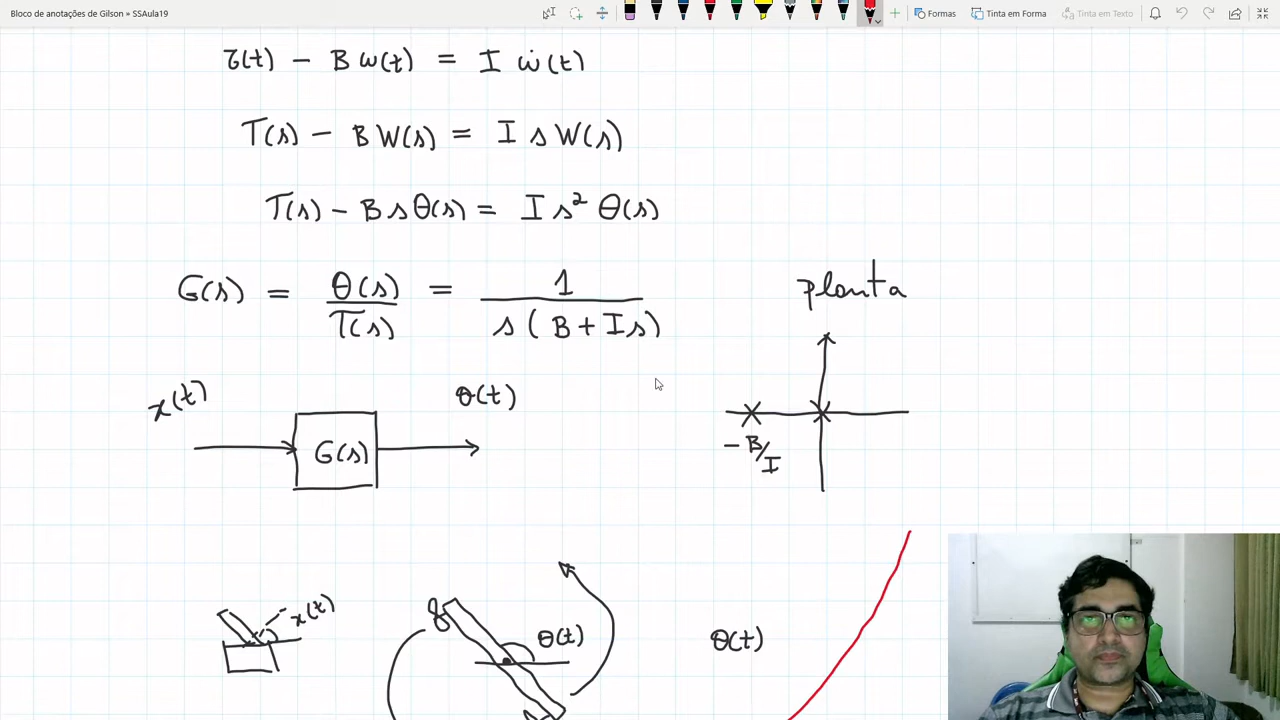 Bloco de anotações de Gilson » SSAula19
Formas
Tinta em Forma
Tinta em Texto
τ(t) − B ω(t) = I ω̇(t)
T(s) − B W(s) = I s W(s)
T(s) − B s Θ(s) = I s² Θ(s)
G(s) = Θ(s)/T(s) = 1/(s(B + Is))
planta
x(t)
θ(t)
G(s)
−B/I
x(t)
θ(t)
θ(t)